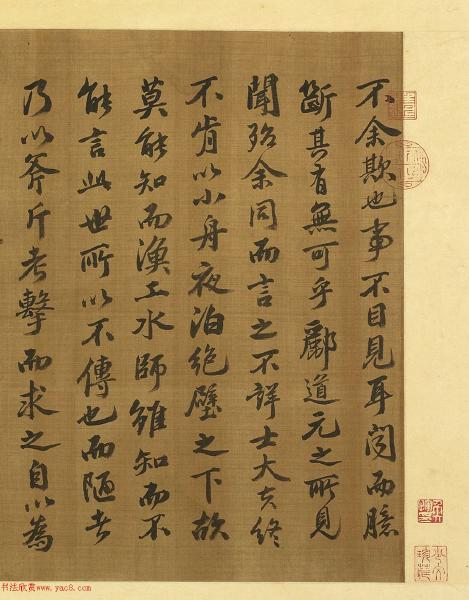 不余欺也事不目見耳聞而臆
斷其有無可乎酈道元之所見
聞殆余同而言之不詳士大夫終
不肯以小舟夜泊絶壁之下故
莫能知而漁工水師雖知而不
能言此世所以不傳也而陋者
乃以斧斤考擊而求之自以為
书法欣赏www.yac8.com